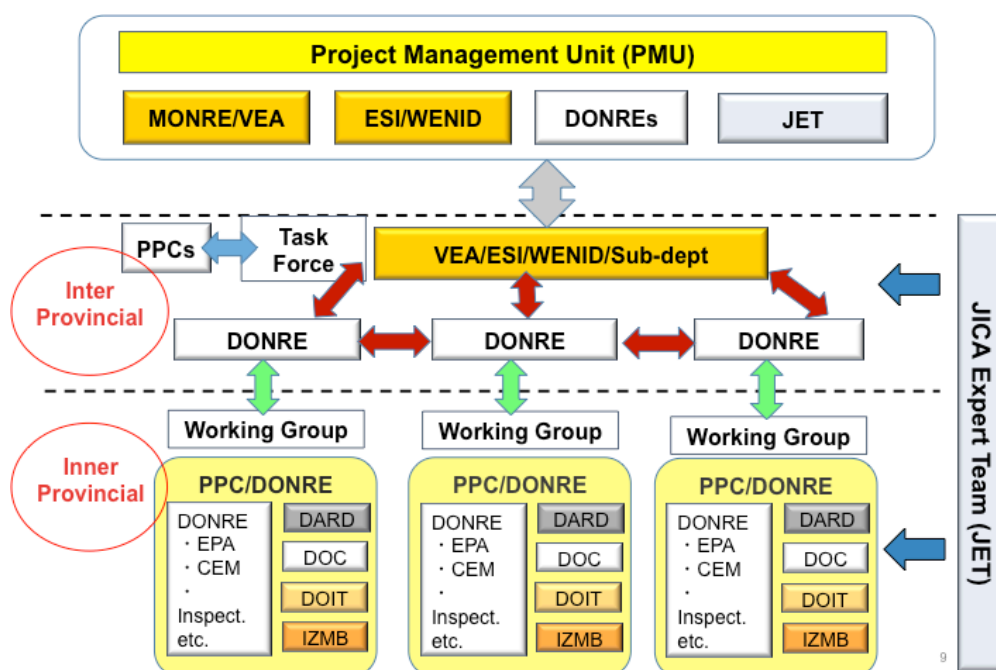 Project Management Unit (PMU)
MONRE/VEA
ESI/WENID
DONREs
JET
PPCs
Task
Force
VEA/ESI/WENID/Sub-dept
Inter
Provincial
DONRE
DONRE
DONRE
JICA Expert Team (JET)
Inner
Provincial
Working Group
PPC/DONRE
DONRE
・ EPA
・ CEM
・
Inspect.
etc.
DARD
DOC
DOIT
IZMB
Working Group
PPC/DONRE
DONRE
・ EPA
・ CEM
・
Inspect.
etc.
DARD
DOC
DOIT
IZMB
Working Group
PPC/DONRE
DONRE
・ EPA
・ CEM
・
Inspect.
etc.
DARD
DOC
DOIT
IZMB
9